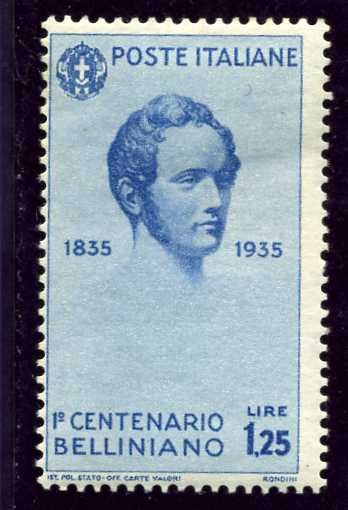 POSTE ITALIANE
1835 1935
1º CENTENARIO
BELLINIANO
LIRE
1,25
IST. POL. STATO-OFF. CARTE VALORI RONDINI